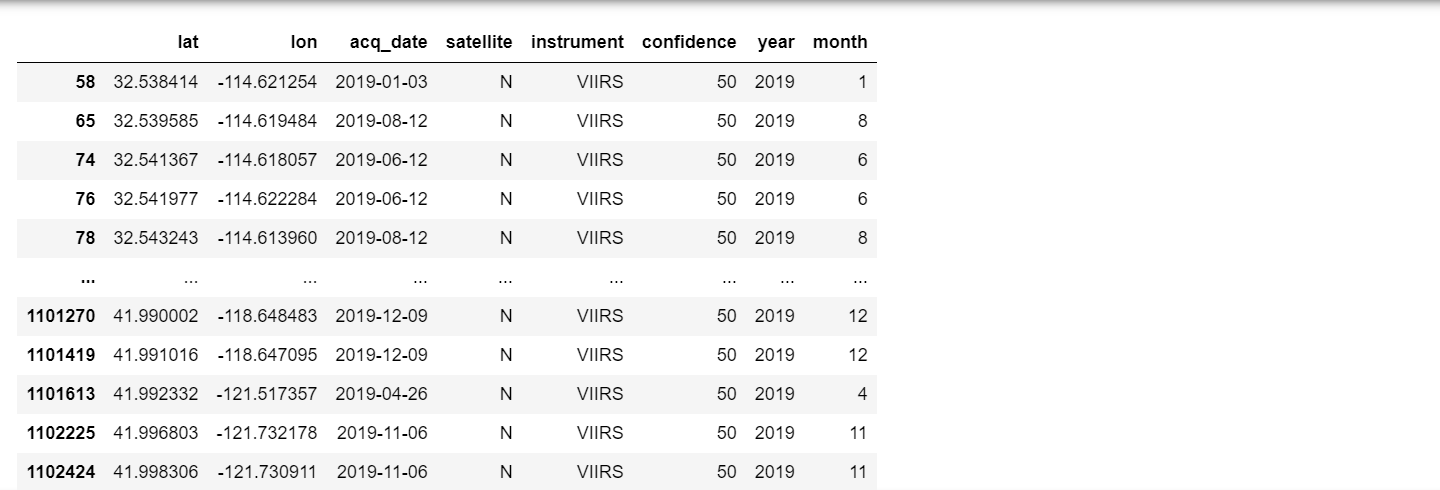 lat lon acq_date satellite instrument confidence year month
58 32.538414 -114.621254 2019-01-03 N VIIRS 50 2019 1
65 32.539585 -114.619484 2019-08-12 N VIIRS 50 2019 8
74 32.541367 -114.618057 2019-06-12 N VIIRS 50 2019 6
76 32.541977 -114.622284 2019-06-12 N VIIRS 50 2019 6
78 32.543243 -114.613960 2019-08-12 N VIIRS 50 2019 8
... ... ... ... ... ... ... ... ...
1101270 41.990002 -118.648483 2019-12-09 N VIIRS 50 2019 12
1101419 41.991016 -118.647095 2019-12-09 N VIIRS 50 2019 12
1101613 41.992332 -121.517357 2019-04-26 N VIIRS 50 2019 4
1102225 41.996803 -121.732178 2019-11-06 N VIIRS 50 2019 11
1102424 41.998306 -121.730911 2019-11-06 N VIIRS 50 2019 11